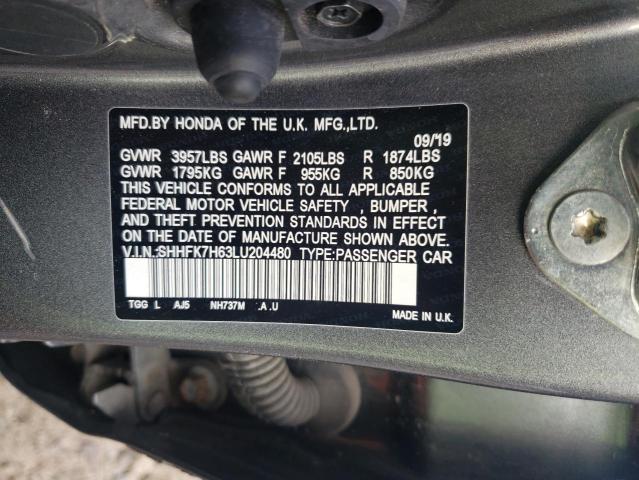 MFD.BY HONDA OF THE U.K. MFG.,LTD.
09/19
GVWR 3957LBS GAWR F 2105LBS R 1874LBS
GVWR 1795KG GAWR F 955KG R 850KG
THIS VEHICLE CONFORMS TO ALL APPLICABLE
FEDERAL MOTOR VEHICLE SAFETY , BUMPER ,
AND THEFT PREVENTION STANDARDS IN EFFECT
ON THE DATE OF MANUFACTURE SHOWN ABOVE.
V.I.N.:SHHFK7H63LU204480 TYPE:PASSENGER CAR
TGG L AJ5 NH737M .A .U
MADE IN U.K.